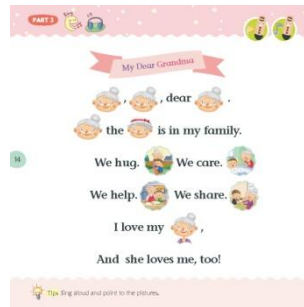 PART 3
My Dear Grandma
, , dear .
the is in my family.
14
We hug. We care.
We help. We share.
I love my ,
And she loves me, too!
Tips Sing aloud and point to the pictures.